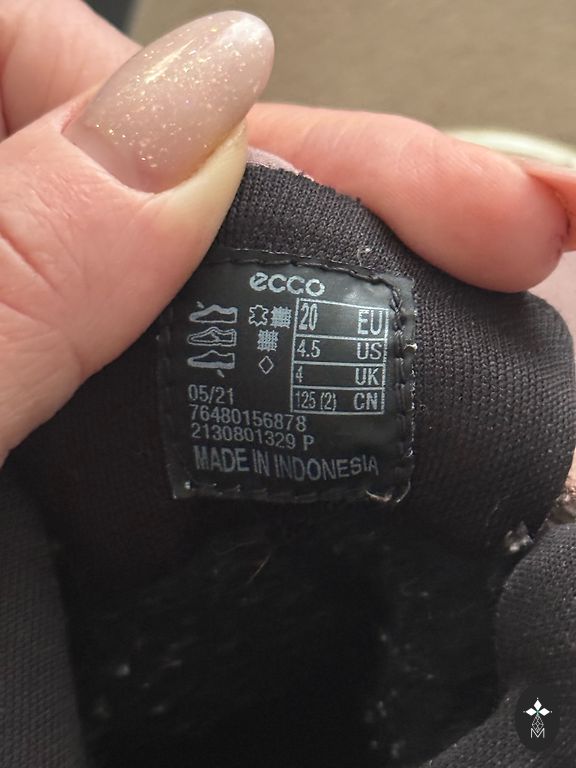 ecco
20 EU
4.5 US
4 UK
125 (2) CN
05/21
76480156878
2130801329 P
MADE IN INDONESIA
M